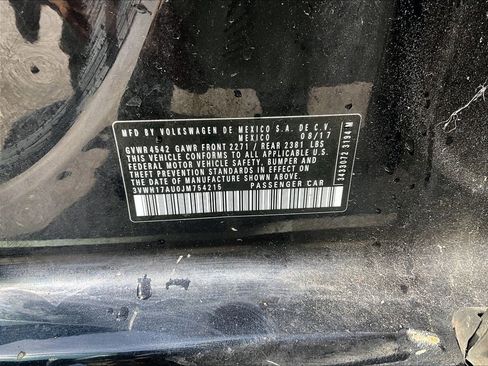 MFD BY VOLKSWAGEN DE MEXICO S.A. DE C.V.
MEXICO 08/17
GVWR 4542 GAWR FRONT 2271 / REAR 2381 LBS
THIS VEHICLE CONFORMS TO ALL APPLICABLE U.S.
FEDERAL MOTOR VEHICLE SAFETY, BUMPER AND
THEFT PREVENTION STANDARDS IN EFFECT ON
THE DATE OF MANUFACTURE SHOWN ABOVE.
3VWH17AU0JM754215 PASSENGER CAR
3433072 3194 M